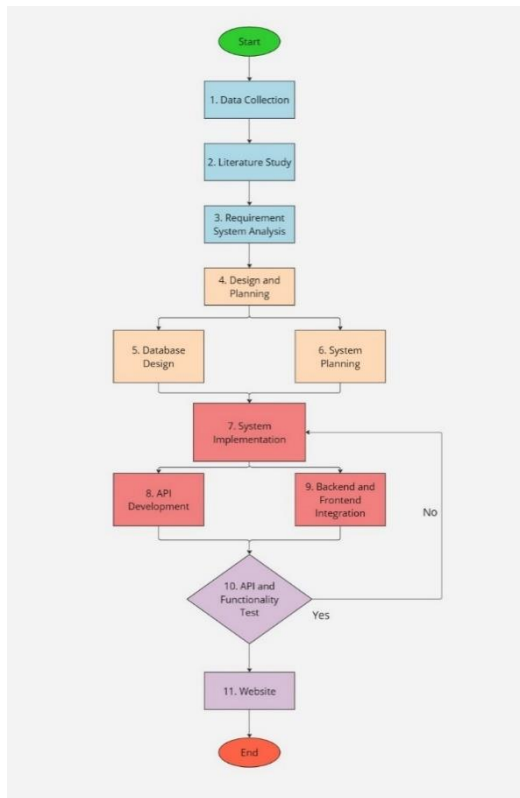 Start
1. Data Collection
2. Literature Study
3. Requirement
System Analysis
4. Design and
Planning
5. Database
Design
6. System
Planning
7. System
Implementation
8. API
Development
9. Backend and
Frontend
Integration
No
10. API and
Functionality
Test
Yes
11. Website
End